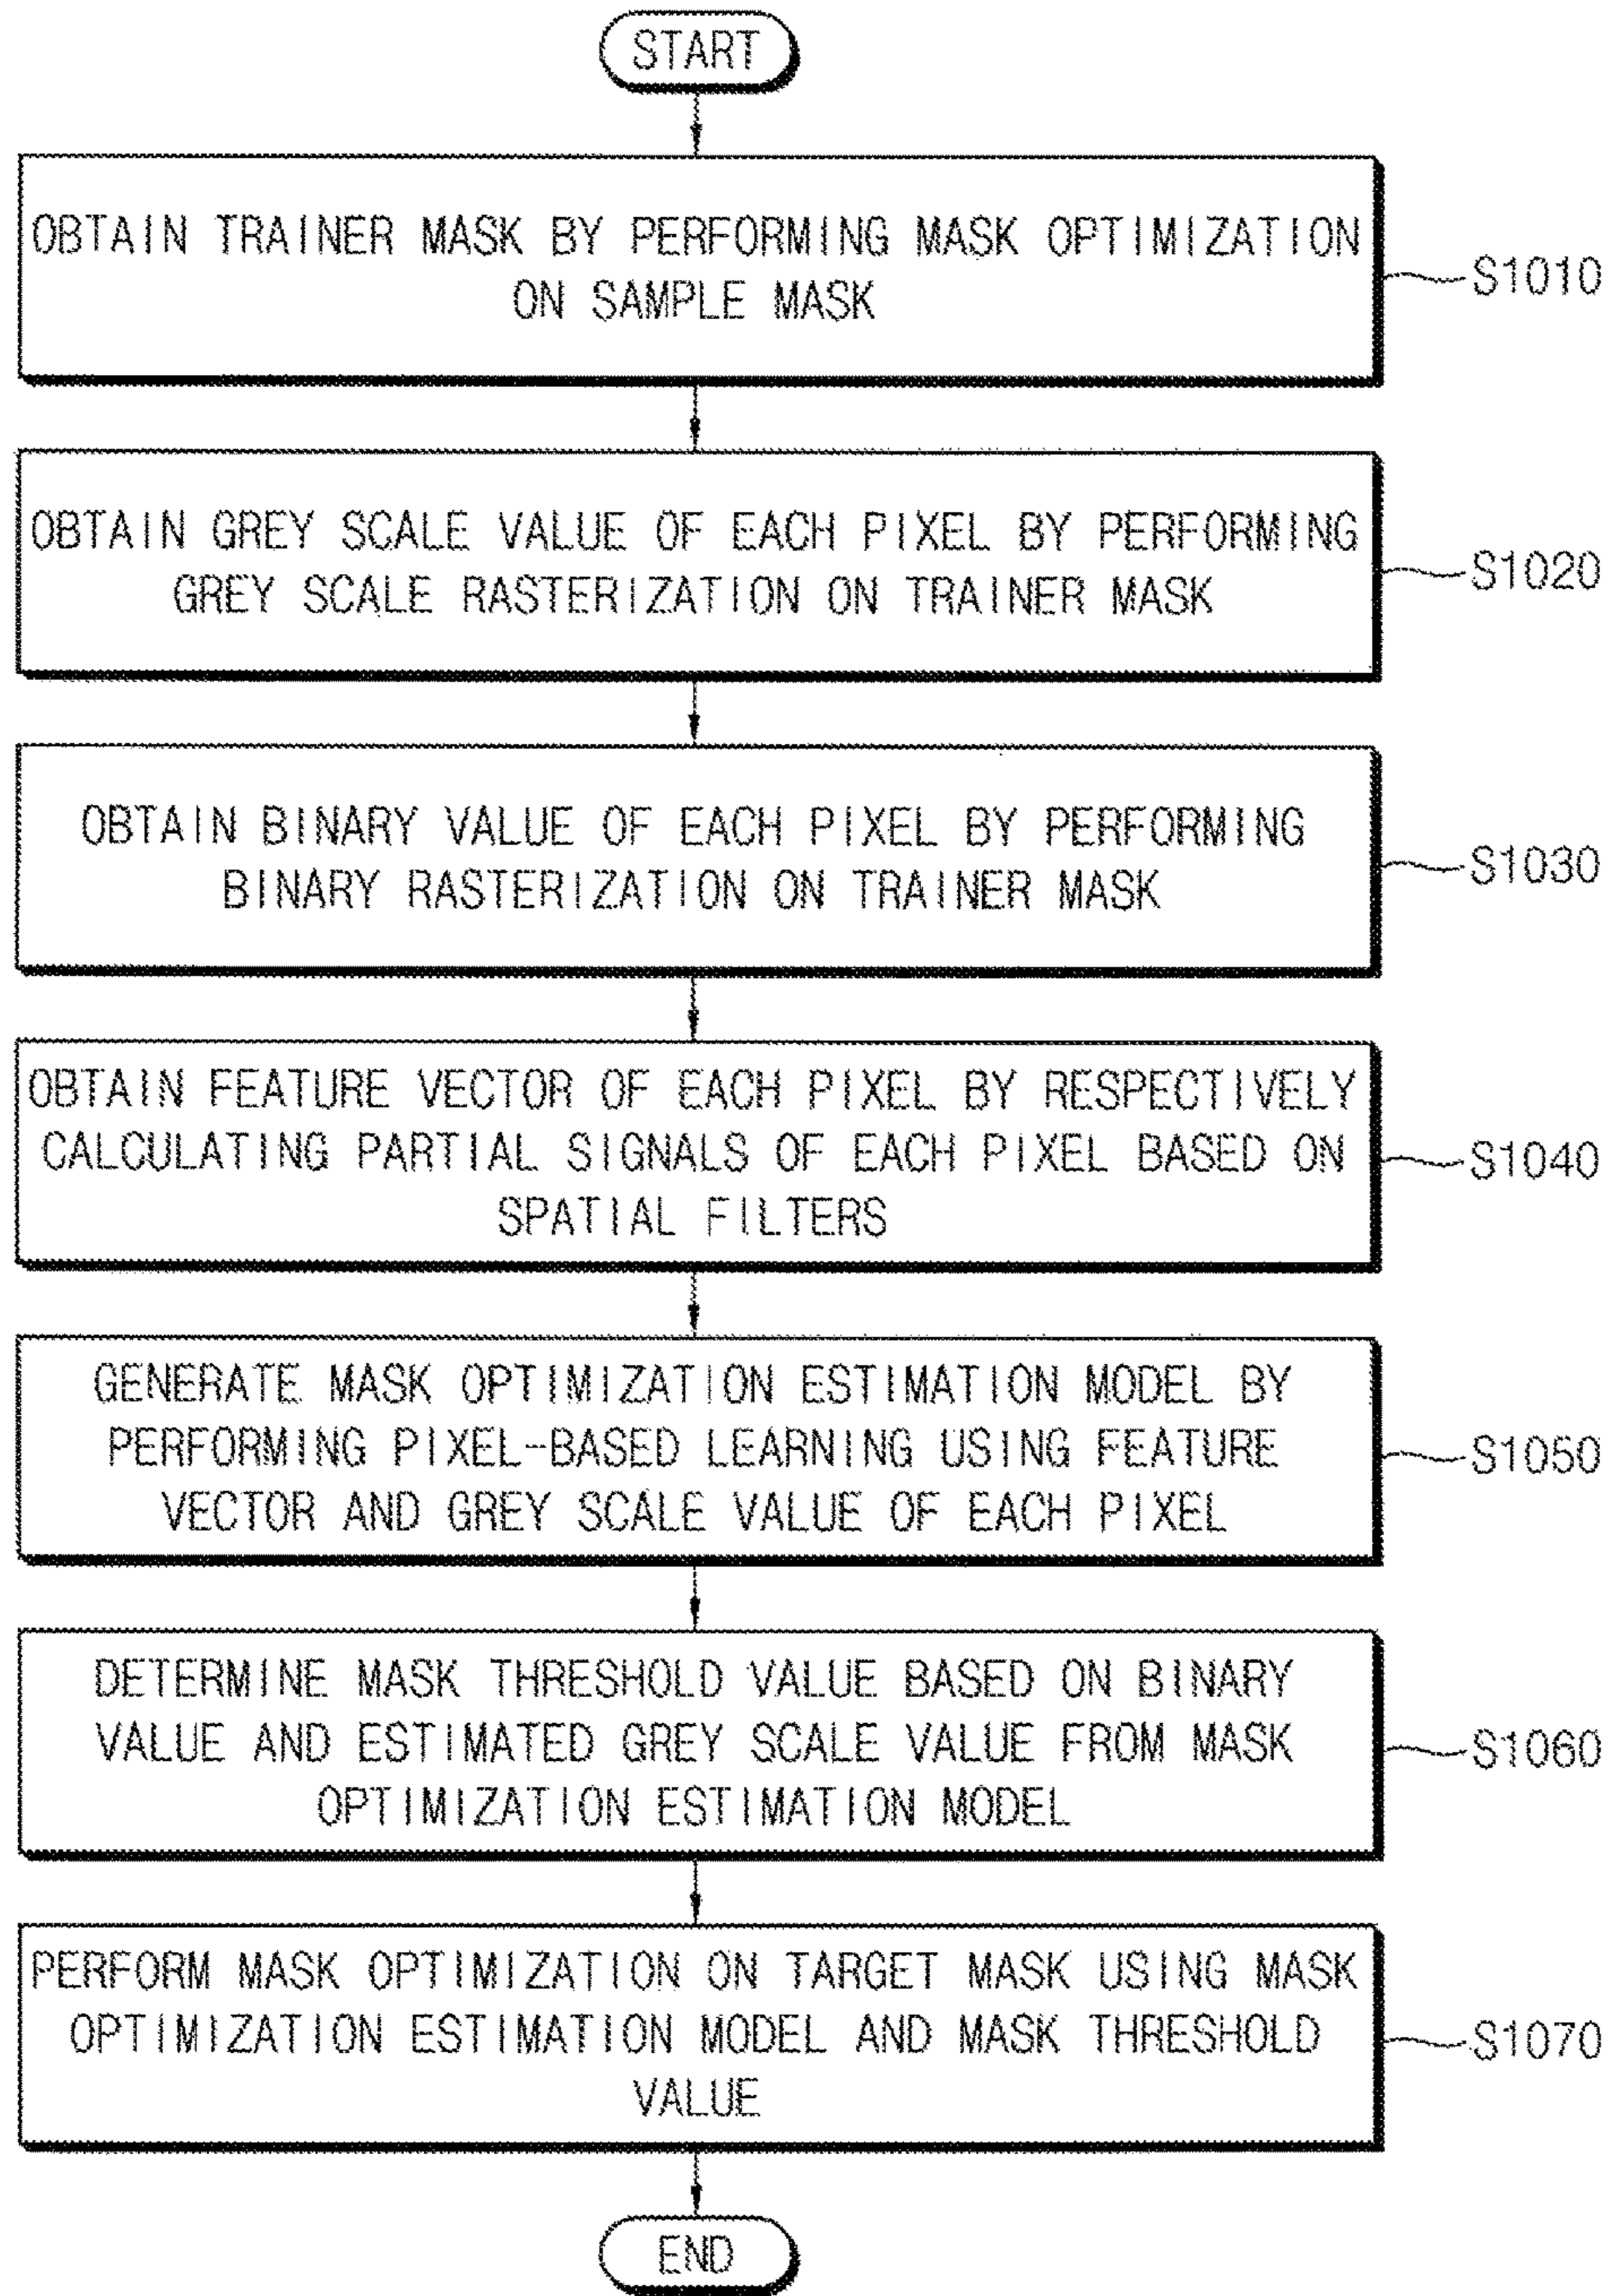 START
OBTAIN TRAINER MASK BY PERFORMING MASK OPTIMIZATION
ON SAMPLE MASK
S1010
OBTAIN GREY SCALE VALUE OF EACH PIXEL BY PERFORMING
GREY SCALE RASTERIZATION ON TRAINER MASK
S1020
OBTAIN BINARY VALUE OF EACH PIXEL BY PERFORMING
BINARY RASTERIZATION ON TRAINER MASK
S1030
OBTAIN FEATURE VECTOR OF EACH PIXEL BY RESPECTIVELY
CALCULATING PARTIAL SIGNALS OF EACH PIXEL BASED ON
SPATIAL FILTERS
S1040
GENERATE MASK OPTIMIZATION ESTIMATION MODEL BY
PERFORMING PIXEL-BASED LEARNING USING FEATURE
VECTOR AND GREY SCALE VALUE OF EACH PIXEL
S1050
DETERMINE MASK THRESHOLD VALUE BASED ON BINARY
VALUE AND ESTIMATED GREY SCALE VALUE FROM MASK
OPTIMIZATION ESTIMATION MODEL
S1060
PERFORM MASK OPTIMIZATION ON TARGET MASK USING MASK
OPTIMIZATION ESTIMATION MODEL AND MASK THRESHOLD
VALUE
S1070
END